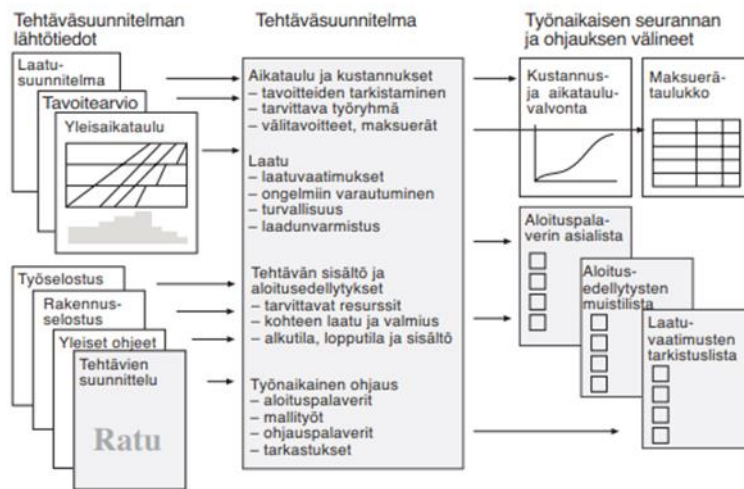 Tehtäväsuunnitelman
lähtötiedot
Laatu-
suunnitelma
Tavoitearvio
Yleisaikataulu
Työselostus
Rakennus-
selostus
Yleiset ohjeet
Tehtävien
suunnittelu
Ratu
Tehtäväsuunnitelma
Aikataulu ja kustannukset
– tavoitteiden tarkistaminen
– tarvittava työryhmä
– välitavoitteet, maksuerät
Laatu
– laatuvaatimukset
– ongelmiin varautuminen
– turvallisuus
– laadunvarmistus
Tehtävän sisältö ja
aloitusedellytykset
– tarvittavat resurssit
– kohteen laatu ja valmius
– alkutila, lopputila ja sisältö
Työnaikainen ohjaus
– aloituspalaverit
– mallityöt
– ohjauspalaverit
– tarkastukset
Työnaikaisen seurannan
ja ohjauksen välineet
Kustannus-
ja aikataulu-
valvonta
Maksuerä-
taulukko
Aloituspala-
verin asialista
Aloitus-
edellytysten
muistilista
Laatu-
vaatimusten
tarkistuslista